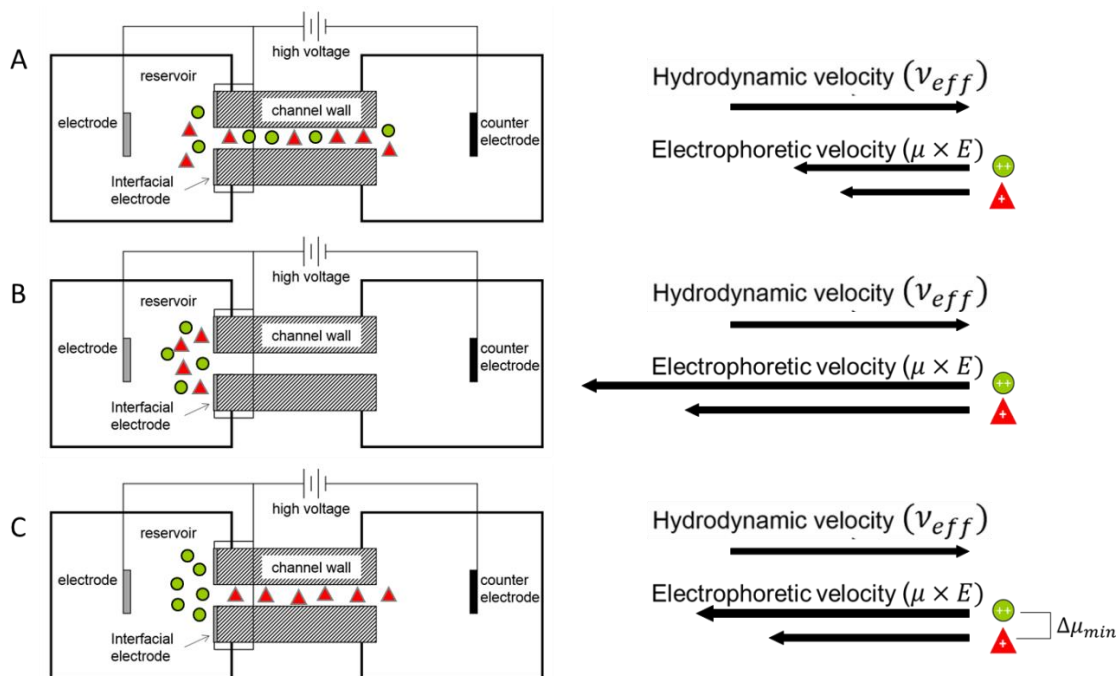 A
high voltage
reservoir
electrode
channel wall
counter
electrode
Interfacial
electrode
Hydrodynamic velocity (ν_eff)
Electrophoretic velocity (μ × E)
++
+
B
high voltage
reservoir
electrode
channel wall
counter
electrode
Interfacial
electrode
Hydrodynamic velocity (ν_eff)
Electrophoretic velocity (μ × E)
++
+
C
high voltage
reservoir
electrode
channel wall
counter
electrode
Interfacial
electrode
Hydrodynamic velocity (ν_eff)
Electrophoretic velocity (μ × E)
++
+
Δμ_min